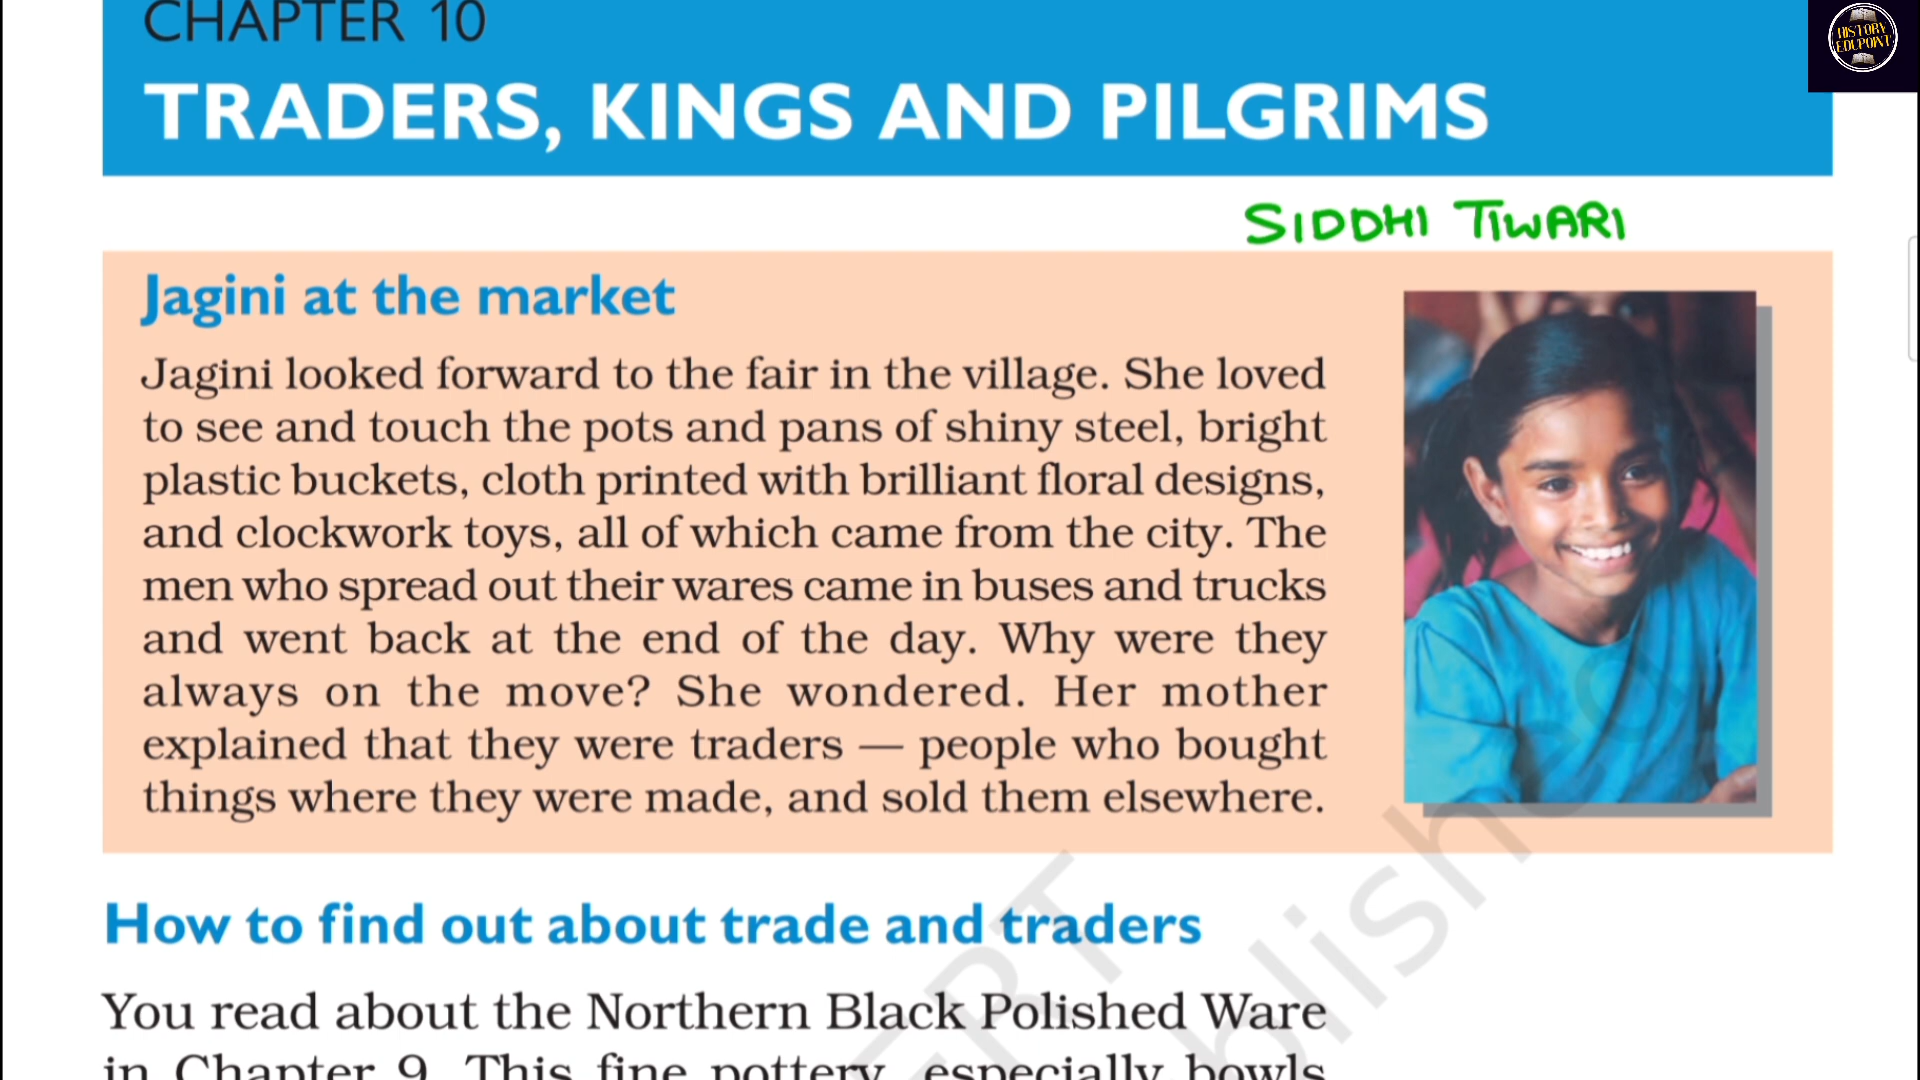 CHAPTER 10
HISTORY
EDUPOINT
TRADERS, KINGS AND PILGRIMS
SIDDHI TIWARI
Jagini at the market
Jagini looked forward to the fair in the village. She loved
to see and touch the pots and pans of shiny steel, bright
plastic buckets, cloth printed with brilliant floral designs,
and clockwork toys, all of which came from the city. The
men who spread out their wares came in buses and trucks
and went back at the end of the day. Why were they
always on the move? She wondered. Her mother
explained that they were traders — people who bought
things where they were made, and sold them elsewhere.
How to find out about trade and traders
You read about the Northern Black Polished Ware
in Chapter 9. This fine pottery, especially bowls